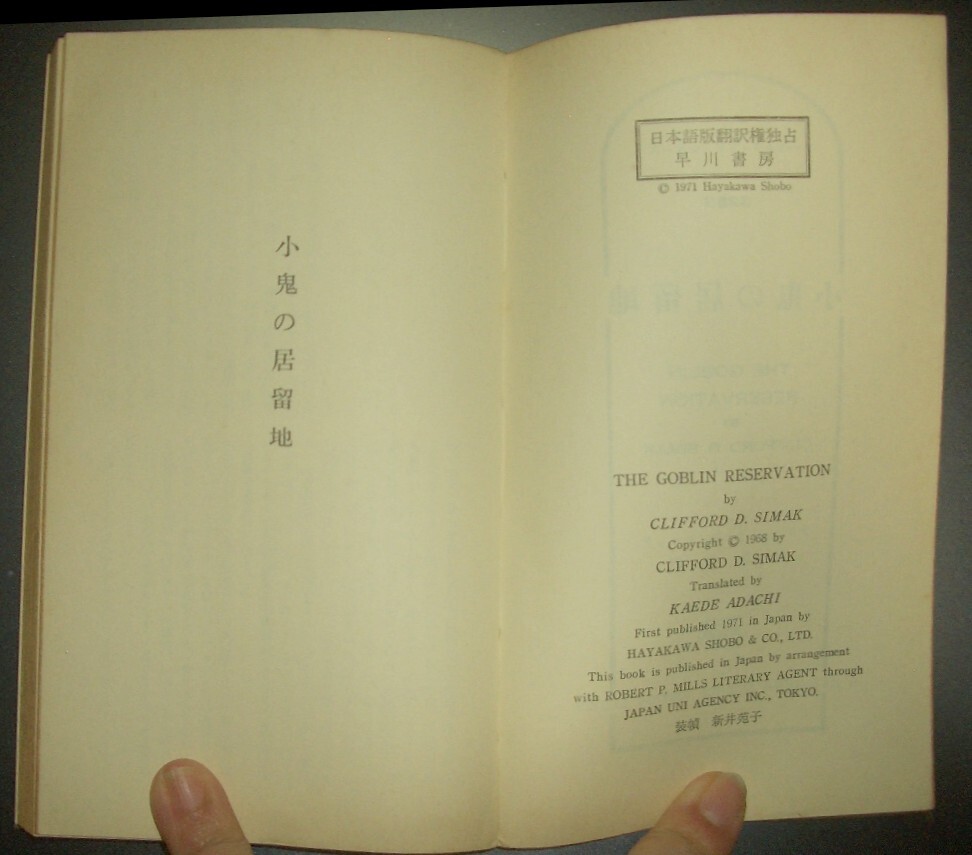 日本語版翻訳権独占
早川書房
© 1971 Hayakawa Shobo
THE GOBLIN RESERVATION
by
CLIFFORD D. SIMAK
Copyright © 1968 by
CLIFFORD D. SIMAK
Translated by
KAEDE ADACHI
First published 1971 in Japan by
HAYAKAWA SHOBO & CO., LTD.
This book is published in Japan by arrangement
with ROBERT P. MILLS LITERARY AGENT through
JAPAN UNI AGENCY INC., TOKYO.
装幀 新井苑子
小鬼の居留地